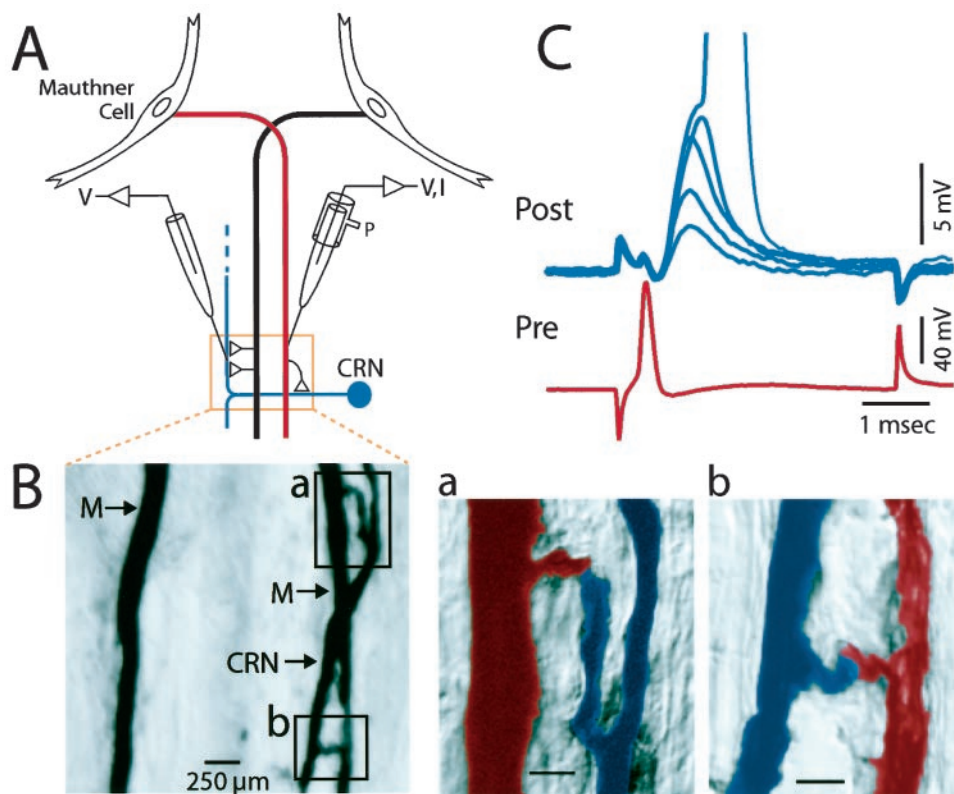 A
Mauthner
Cell
V
V,I
P
CRN
C
Post
5 mV
Pre
40 mV
1 msec
B
M
a
M
CRN
b
250 µm
a
b